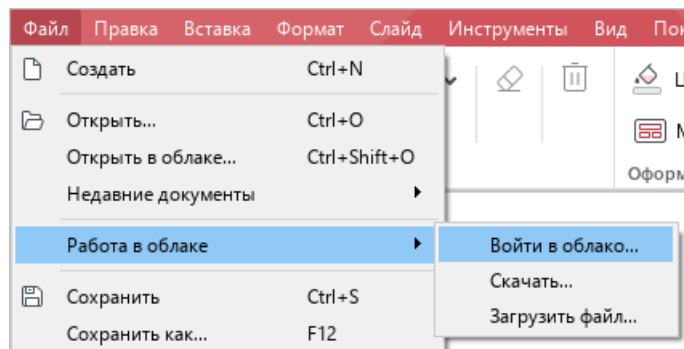 Файл Правка Вставка Формат Слайд Инструменты Вид
Создать Ctrl+N
Открыть... Ctrl+O
Открыть в облаке... Ctrl+Shift+O
Недавние документы
Работа в облаке
Войти в облако...
Скачать...
Загрузить файл...
Сохранить Ctrl+S
Сохранить как... F12